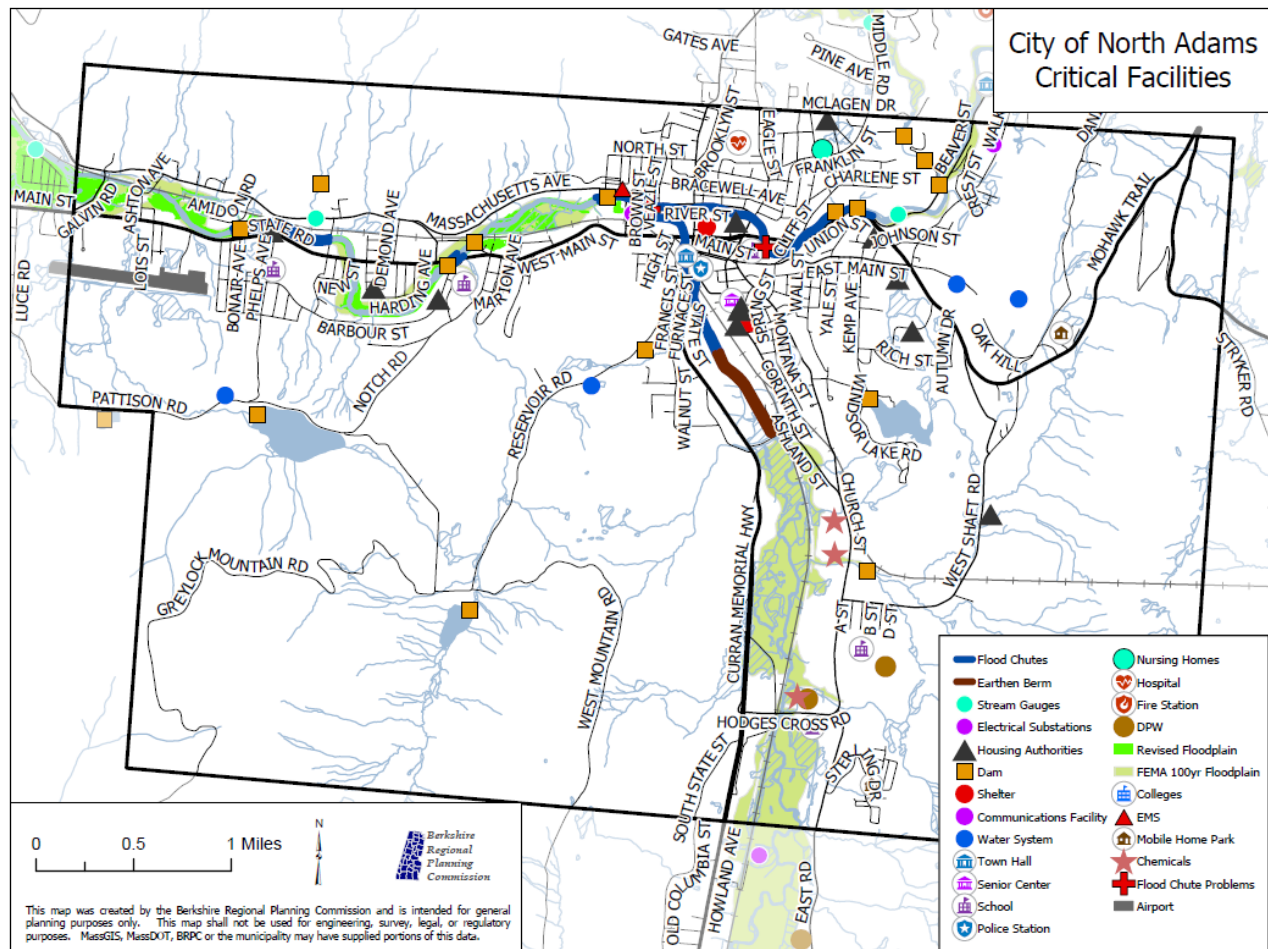 City of North Adams
Critical Facilities
GATES AVE
MIDDLE RD
PINE AVE
MCLAGEN DR
BROOKLYN ST
EAGLE ST
FRANKLIN ST
BEAVER ST
WALK
DAN
NORTH ST
CHARLENE ST
CREST ST
BRACEWELL AVE
MASSACHUSETTS AVE
BROWN ST
VEAZIE ST
RIVER ST
CLIFF ST
UNION ST
JOHNSON ST
MOHAWK TRAIL
MAIN ST
GALVIN RD
ASHTON AVE
AMIDON RD
STATE RD
DEMOND AVE
WEST MAIN ST
HIGH ST
MAIN ST
EAST MAIN ST
LUCE RD
LOIS ST
BONAIR AVE
PHELPS AVE
NEW ST
HARDING AVE
MARION AVE
BARBOUR ST
FRANCIS ST
FURNACE ST
STATE ST
SPRING ST
WALL ST
MONTANA ST
YALE ST
KEMP AVE
RICH ST
AUTUMN DR
OAK HILL
STRYKER RD
PATTISON RD
NOTCH RD
RESERVOIR RD
WALNUT ST
CORINTH ST
ASHLAND ST
WINDSOR LAKE RD
CHURCH ST
WEST SHAFT RD
GREYLOCK MOUNTAIN RD
WEST MOUNTAIN RD
CURRAN MEMORIAL HWY
A ST
B ST
D ST
HODGES CROSS RD
SOUTH STATE ST
STERLING DR
OLD COLUMBIA ST
HOWLAND AVE
EAST RD
Flood Chutes
Earthen Berm
Stream Gauges
Electrical Substations
Housing Authorities
Dam
Shelter
Communications Facility
Water System
Town Hall
Senior Center
School
Police Station
Nursing Homes
Hospital
Fire Station
DPW
Revised Floodplain
FEMA 100yr Floodplain
Colleges
EMS
Mobile Home Park
Chemicals
Flood Chute Problems
Airport
0 0.5 1 Miles
N
Berkshire
Regional
Planning
Commission
This map was created by the Berkshire Regional Planning Commission and is intended for general
planning purposes only. This map shall not be used for engineering, survey, legal, or regulatory
purposes. MassGIS, MassDOT, BRPC or the municipality may have supplied portions of this data.